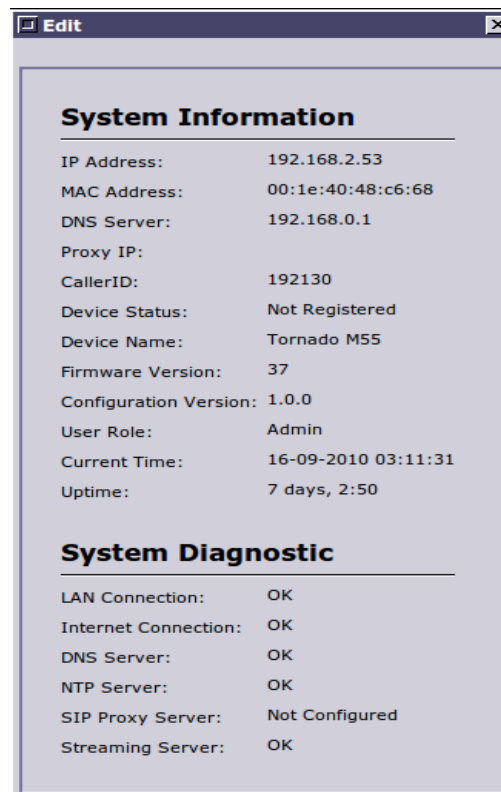 Edit
System Information
IP Address: 192.168.2.53
MAC Address: 00:1e:40:48:c6:68
DNS Server: 192.168.0.1
Proxy IP:
CallerID: 192130
Device Status: Not Registered
Device Name: Tornado M55
Firmware Version: 37
Configuration Version: 1.0.0
User Role: Admin
Current Time: 16-09-2010 03:11:31
Uptime: 7 days, 2:50
System Diagnostic
LAN Connection: OK
Internet Connection: OK
DNS Server: OK
NTP Server: OK
SIP Proxy Server: Not Configured
Streaming Server: OK